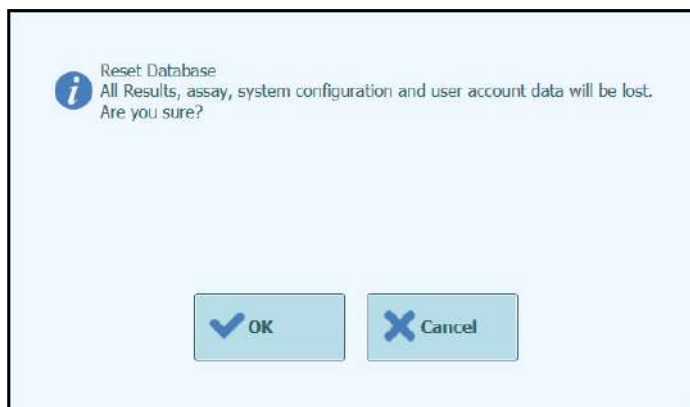 Reset Database
All Results, assay, system configuration and user account data will be lost.
Are you sure?
OK
Cancel